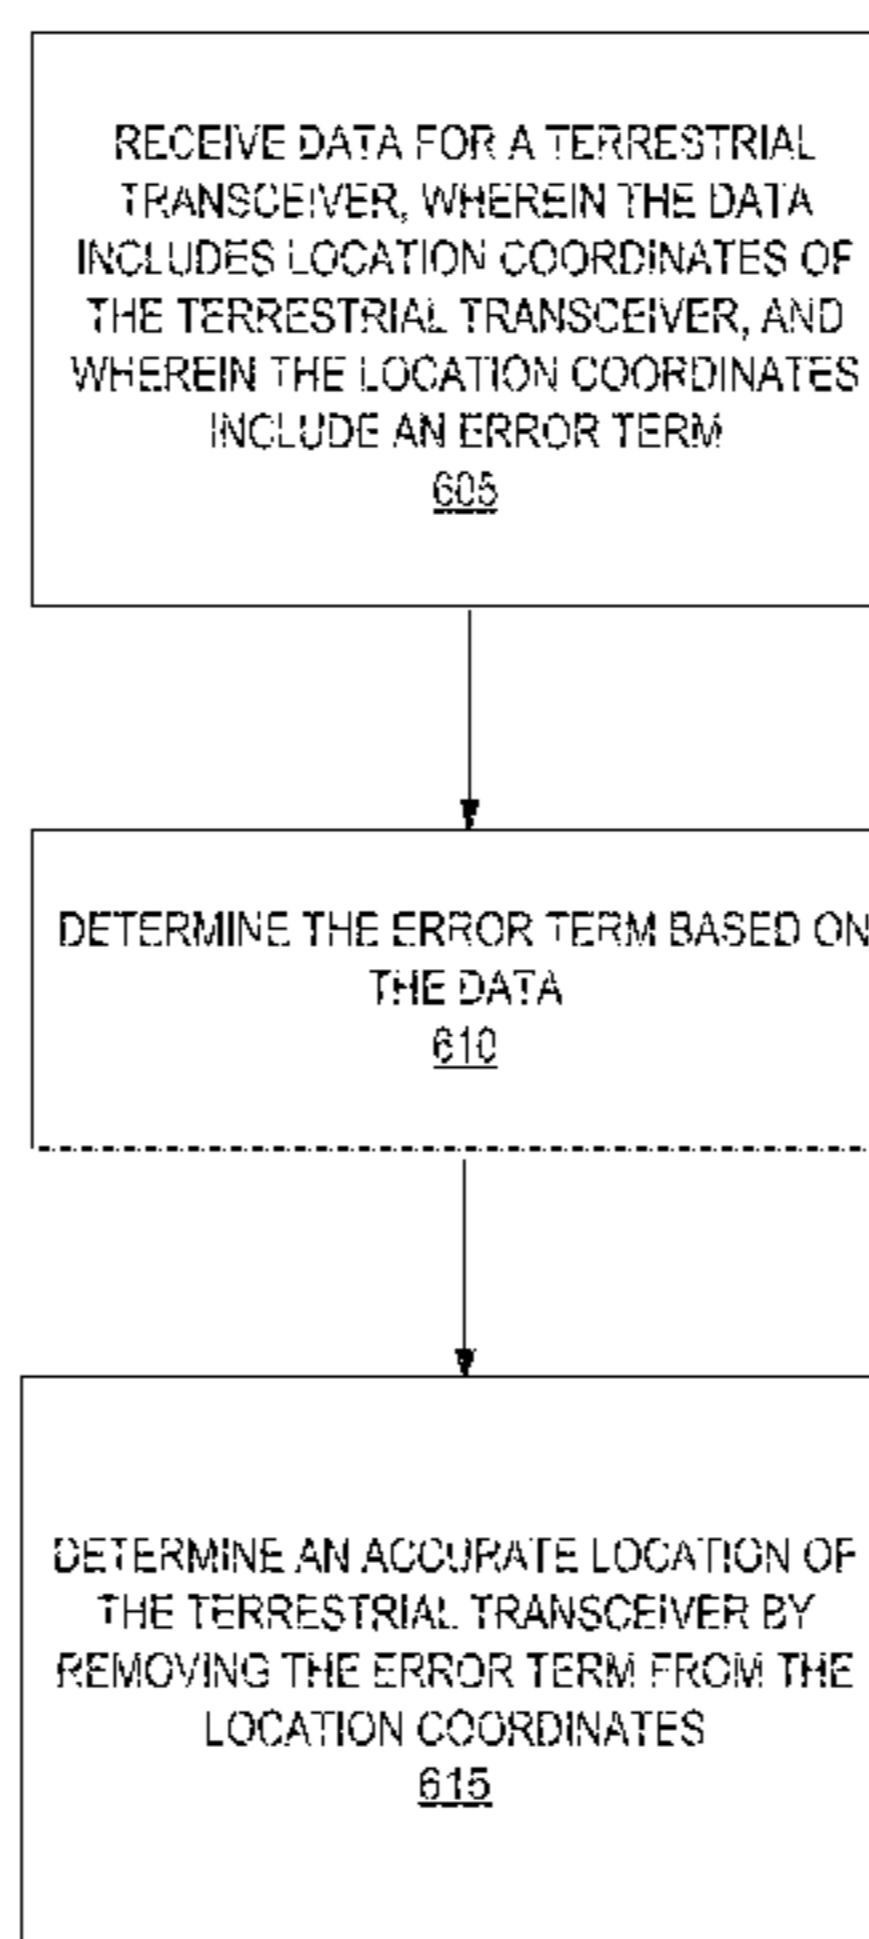 RECEIVE DATA FOR A TERRESTRIAL
TRANSCEIVER, WHEREIN THE DATA
INCLUDES LOCATION COORDINATES OF
THE TERRESTRIAL TRANSCEIVER, AND
WHEREIN THE LOCATION COORDINATES
INCLUDE AN ERROR TERM
605
DETERMINE THE ERROR TERM BASED ON
THE DATA
610
DETERMINE AN ACCURATE LOCATION OF
THE TERRESTRIAL TRANSCEIVER BY
REMOVING THE ERROR TERM FROM THE
LOCATION COORDINATES
615